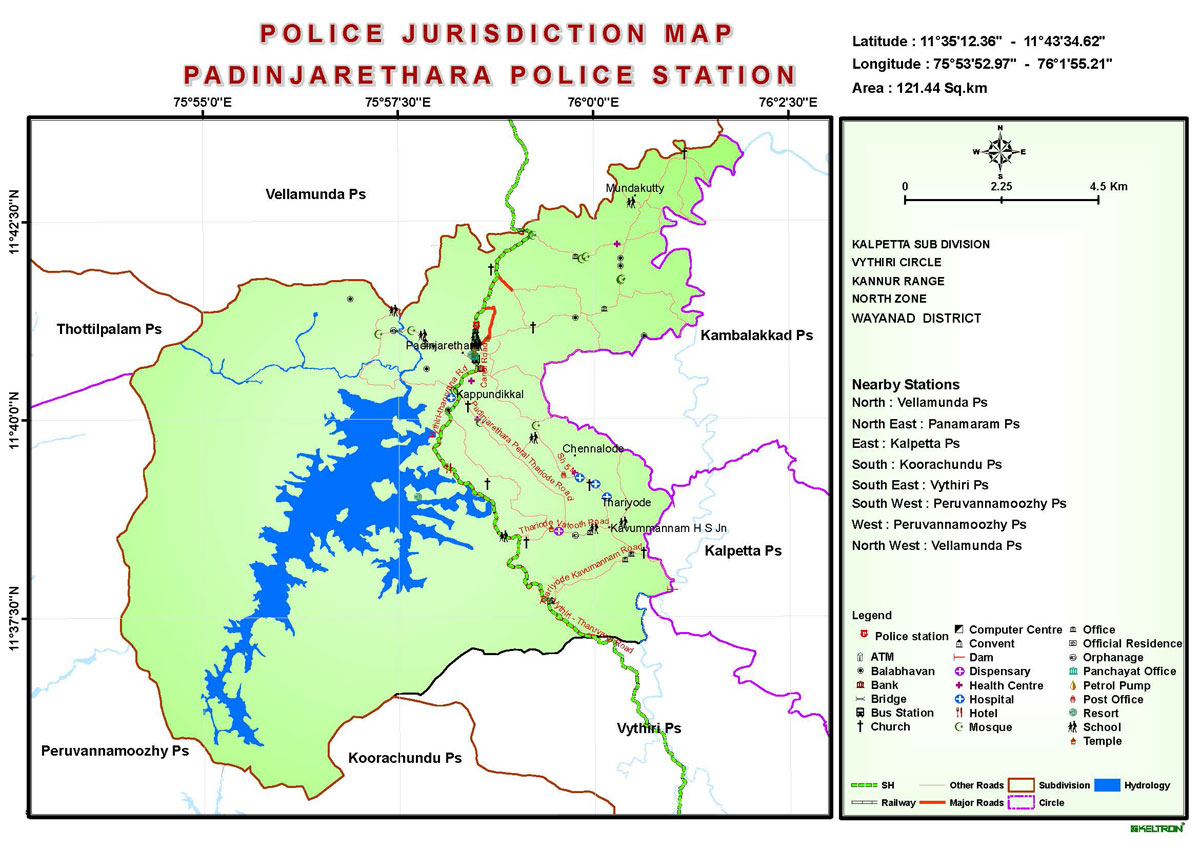 POLICE JURISDICTION MAP
PADINJARETHARA POLICE STATION
Latitude : 11°35'12.36" - 11°43'34.62"
Longitude : 75°53'52.97" - 76°1'55.21"
Area : 121.44 Sq.km
75°55'0"E
75°57'30"E
76°0'0"E
76°2'30"E
11°42'30"N
11°40'0"N
11°37'30"N
Vellamunda Ps
Mundakutty
Thottilpalam Ps
Kambalakkad Ps
Canal Road
Kappundikkal
Padinjarethara Peral Thariode Road
Chennalode
Thariyode
Thariode Vatooth Road
Kavummannam H S Jn
Kalpetta Ps
Thariyode Kavumannam Road
Vythiri - Tharuvana Road
Peruvannamoozhy Ps
Koorachundu Ps
Vythiri Ps
N
W
E
S
0
2.25
4.5 Km
KALPETTA SUB DIVISION
VYTHIRI CIRCLE
KANNUR RANGE
NORTH ZONE
WAYANAD DISTRICT
Nearby Stations
North : Vellamunda Ps
North East : Panamaram Ps
East : Kalpetta Ps
South : Koorachundu Ps
South East : Vythiri Ps
South West : Peruvannamoozhy Ps
West : Peruvannamoozhy Ps
North West : Vellamunda Ps
Legend
Police station
ATM
Balabhavan
Bank
Bridge
Bus Station
Church
Computer Centre
Convent
Dam
Dispensary
Health Centre
Hospital
Hotel
Mosque
Office
Official Residence
Orphanage
Panchayat Office
Petrol Pump
Post Office
Resort
School
Temple
SH
Railway
Other Roads
Major Roads
Subdivision
Circle
Hydrology
KELTRON